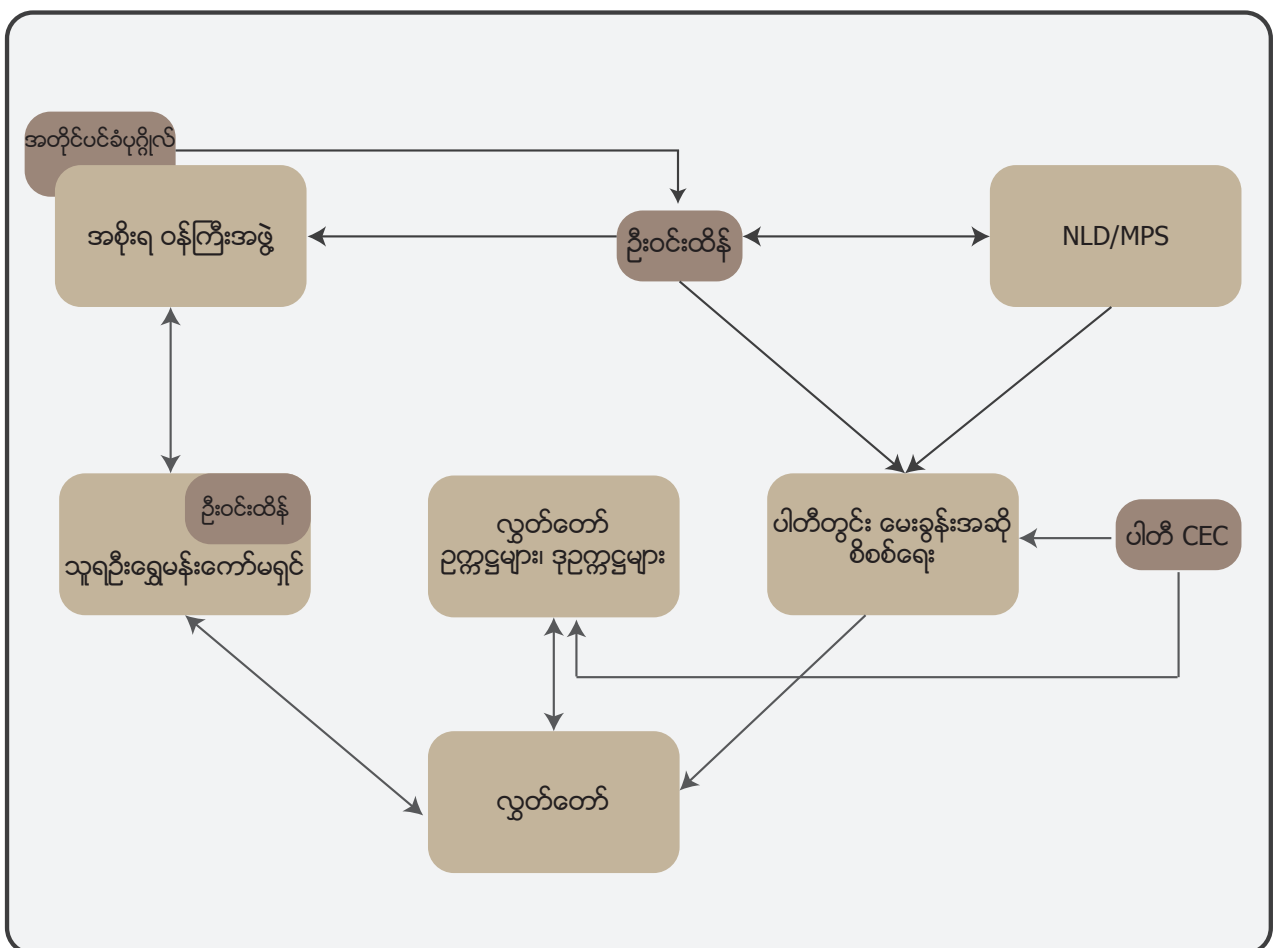 အတိုင်ပင်ခံပုဂ္ဂိုလ်
အစိုးရ ဝန်ကြီးအဖွဲ့
ဦးဝင်းထိန်
NLD/MPS
ဦးဝင်းထိန်
သူရဦးရွှေမန်းကော်မရှင်
လွှတ်တော်
ဥက္ကဋ္ဌများ၊ ဒုဥက္ကဋ္ဌများ
ပါတီတွင်း မေးခွန်းအဆို
စိစစ်ရေး
ပါတီ CEC
လွှတ်တော်